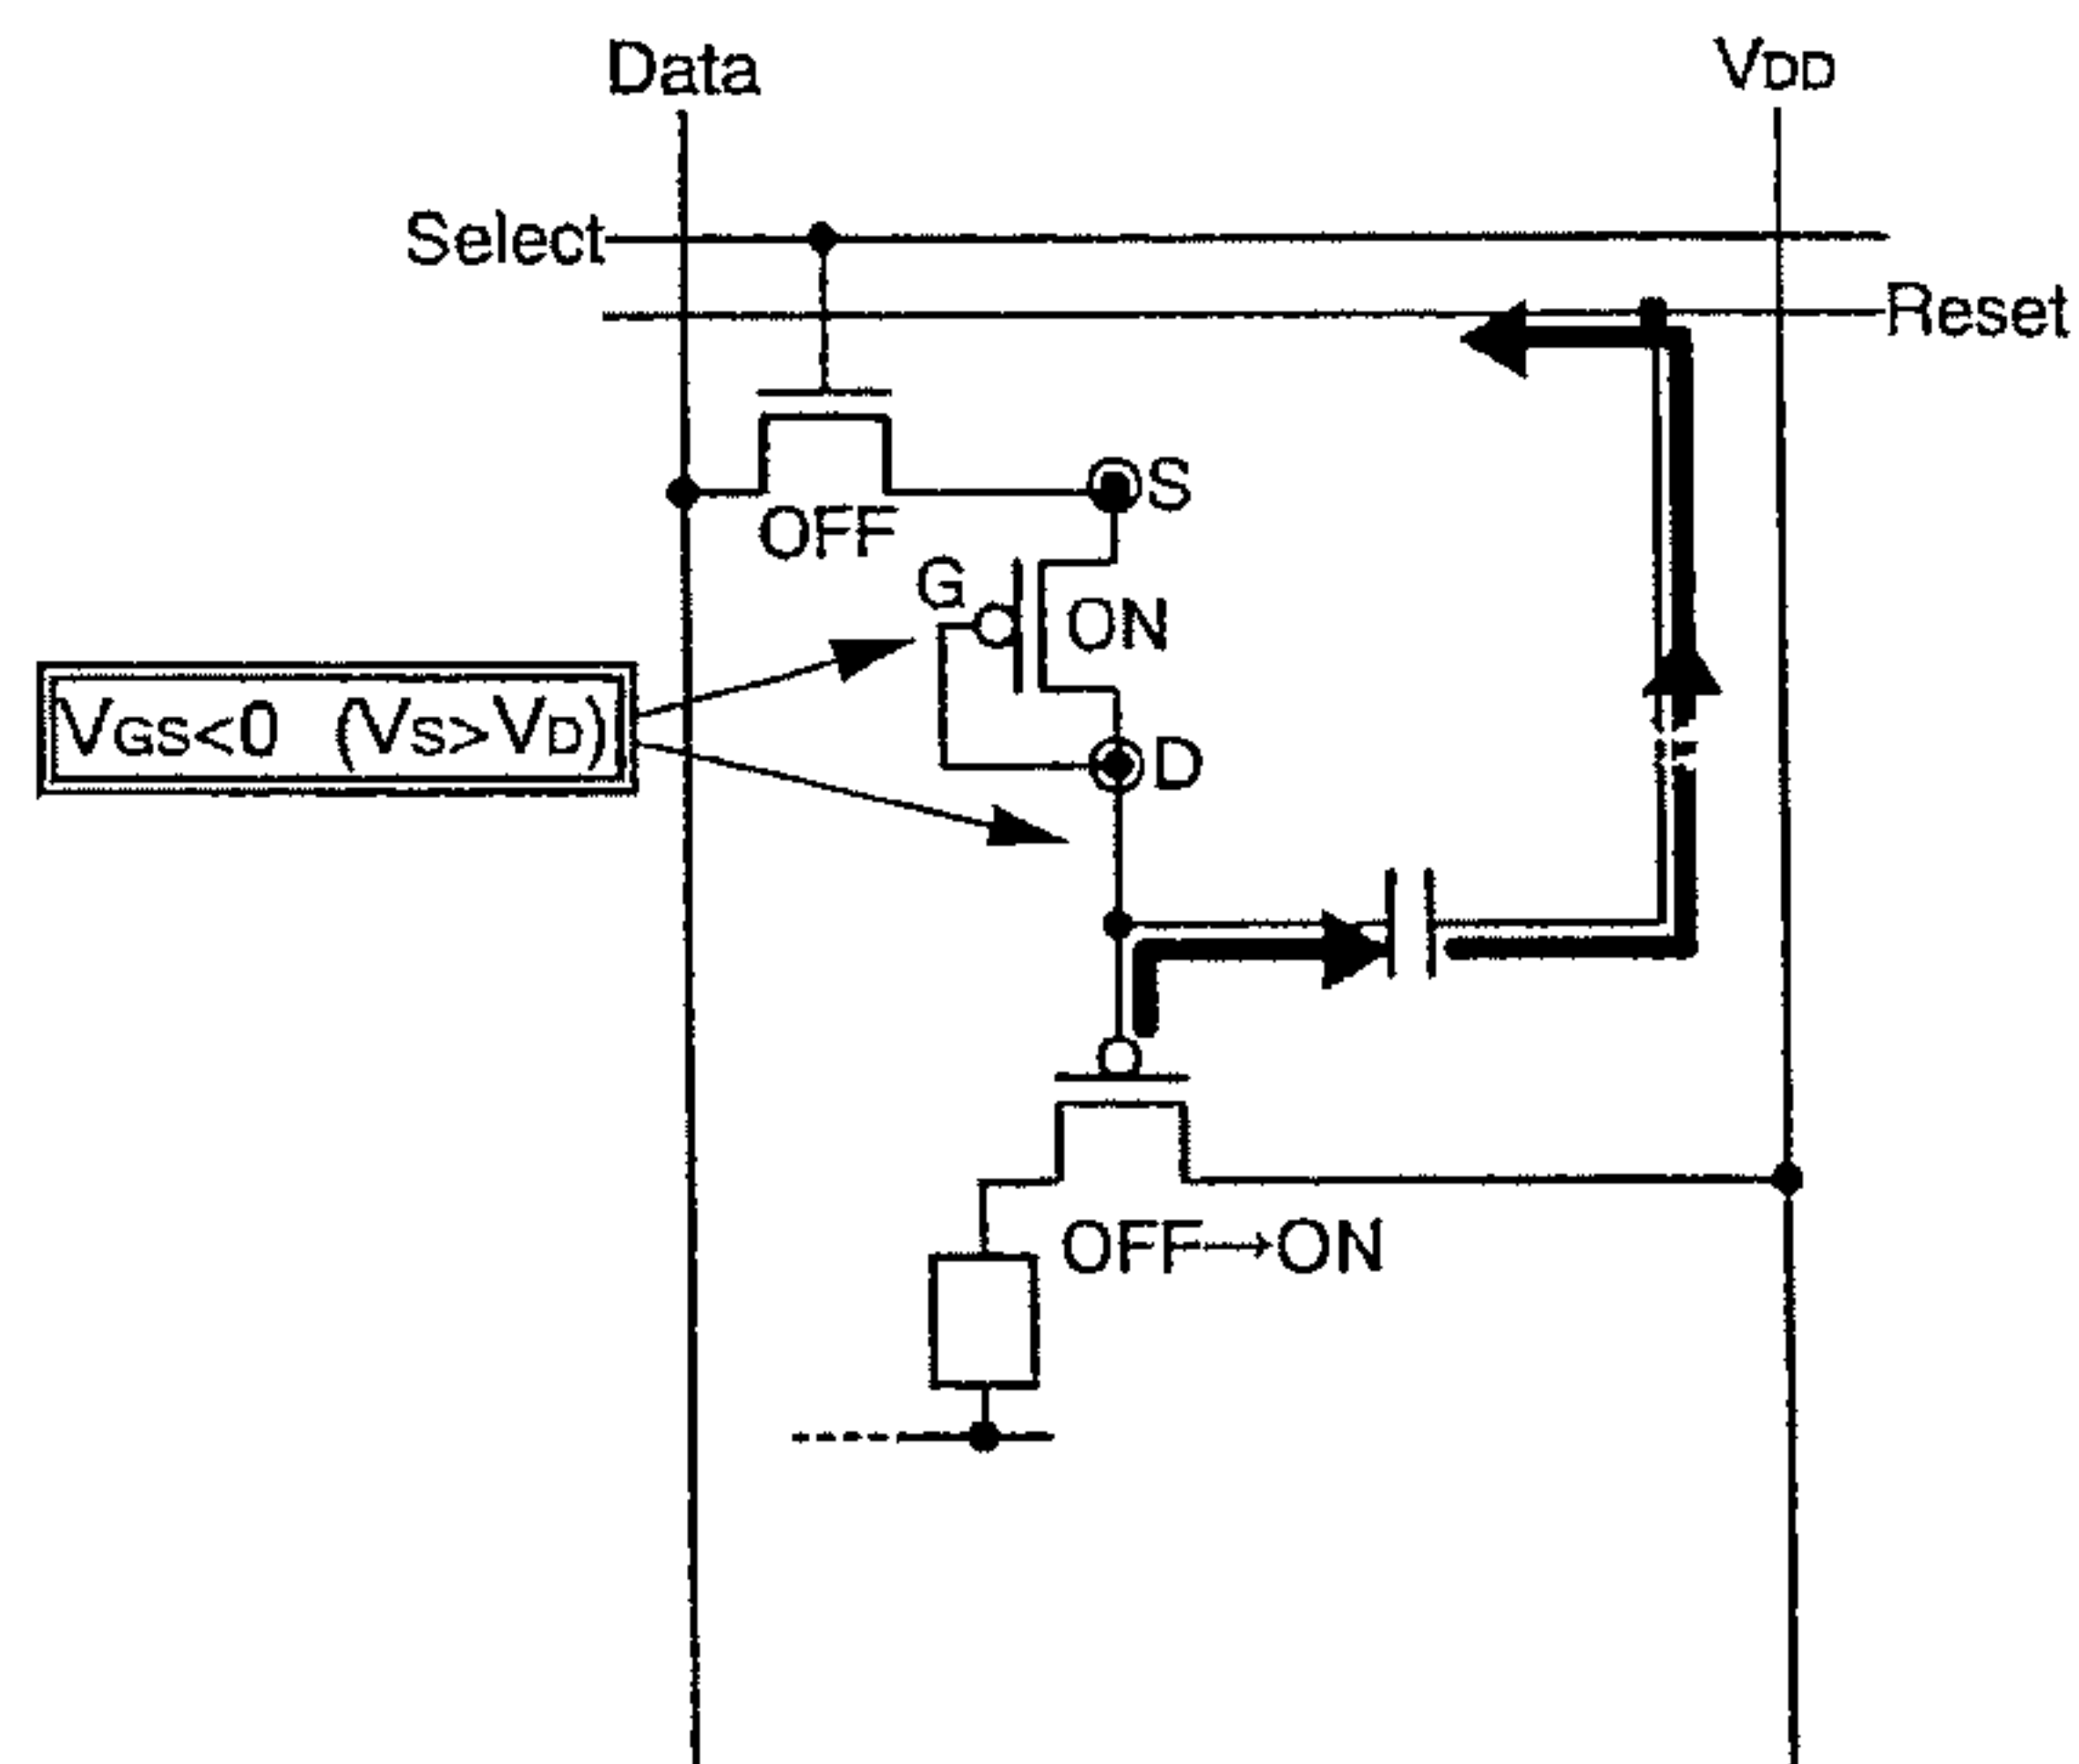 Data
VDD
Select
Reset
S
OFF
G
ON
VGS<0 (VS>VD)
D
OFF→ON